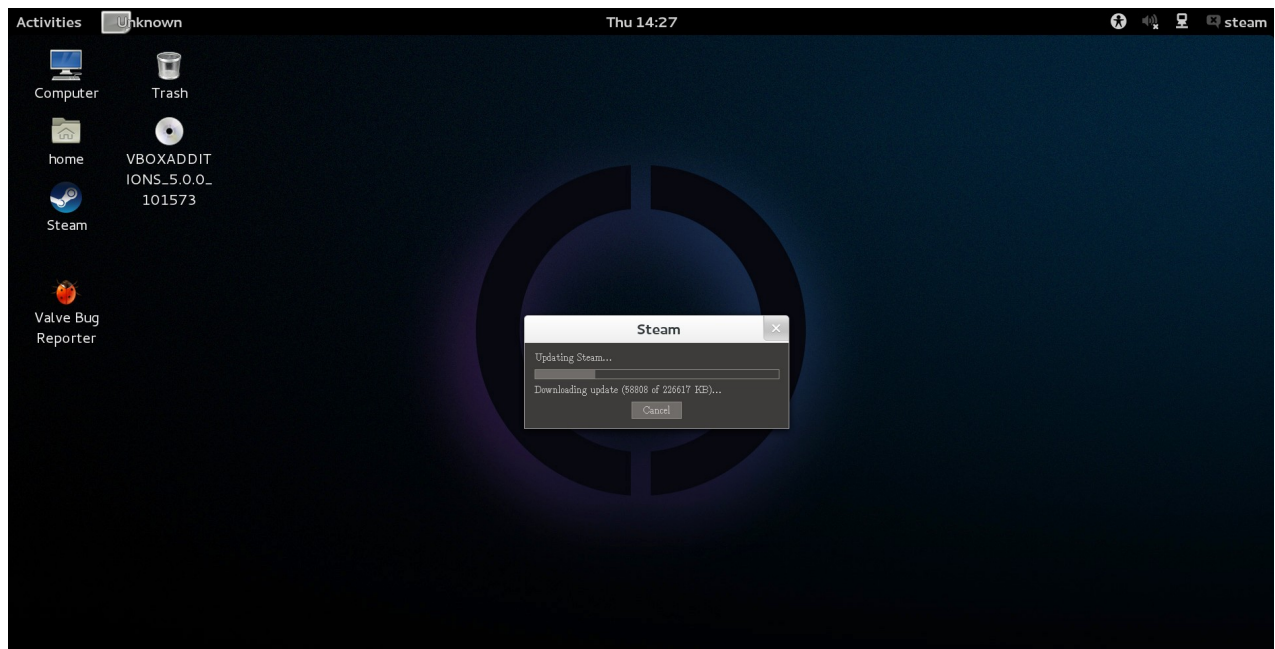 Activities Unknown Thu 14:27 steam
Computer Trash
home VBOXADDIT
IONS_5.0.0_
101573
Steam
Valve Bug
Reporter
Steam
Updating Steam...
Downloading update (58808 of 226617 KB)...
Cancel